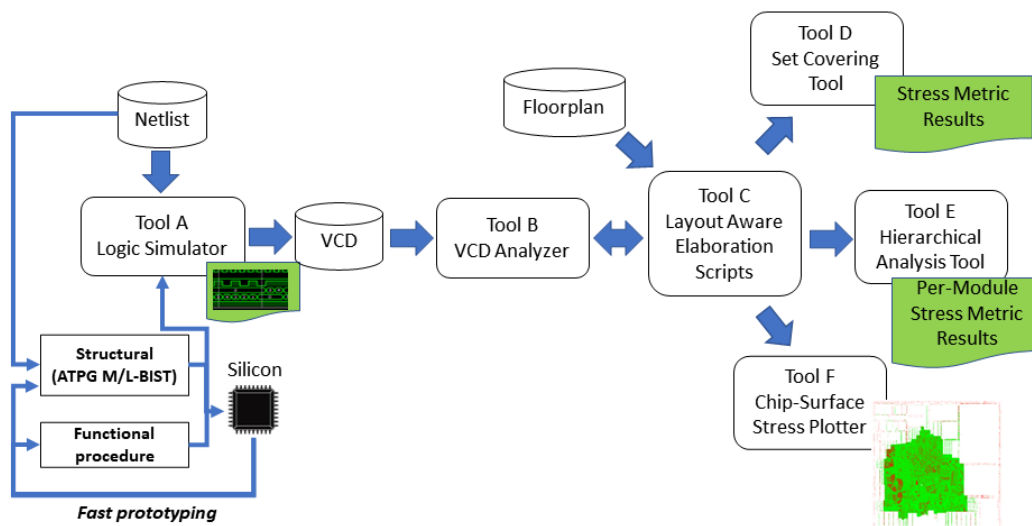 Netlist
Tool A
Logic Simulator
VCD
Tool B
VCD Analyzer
Floorplan
Tool C
Layout Aware
Elaboration
Scripts
Tool D
Set Covering
Tool
Stress Metric
Results
Tool E
Hierarchical
Analysis Tool
Per-Module
Stress Metric
Results
Tool F
Chip-Surface
Stress Plotter
Structural
(ATPG M/L-BIST)
Functional
procedure
Silicon
Fast prototyping